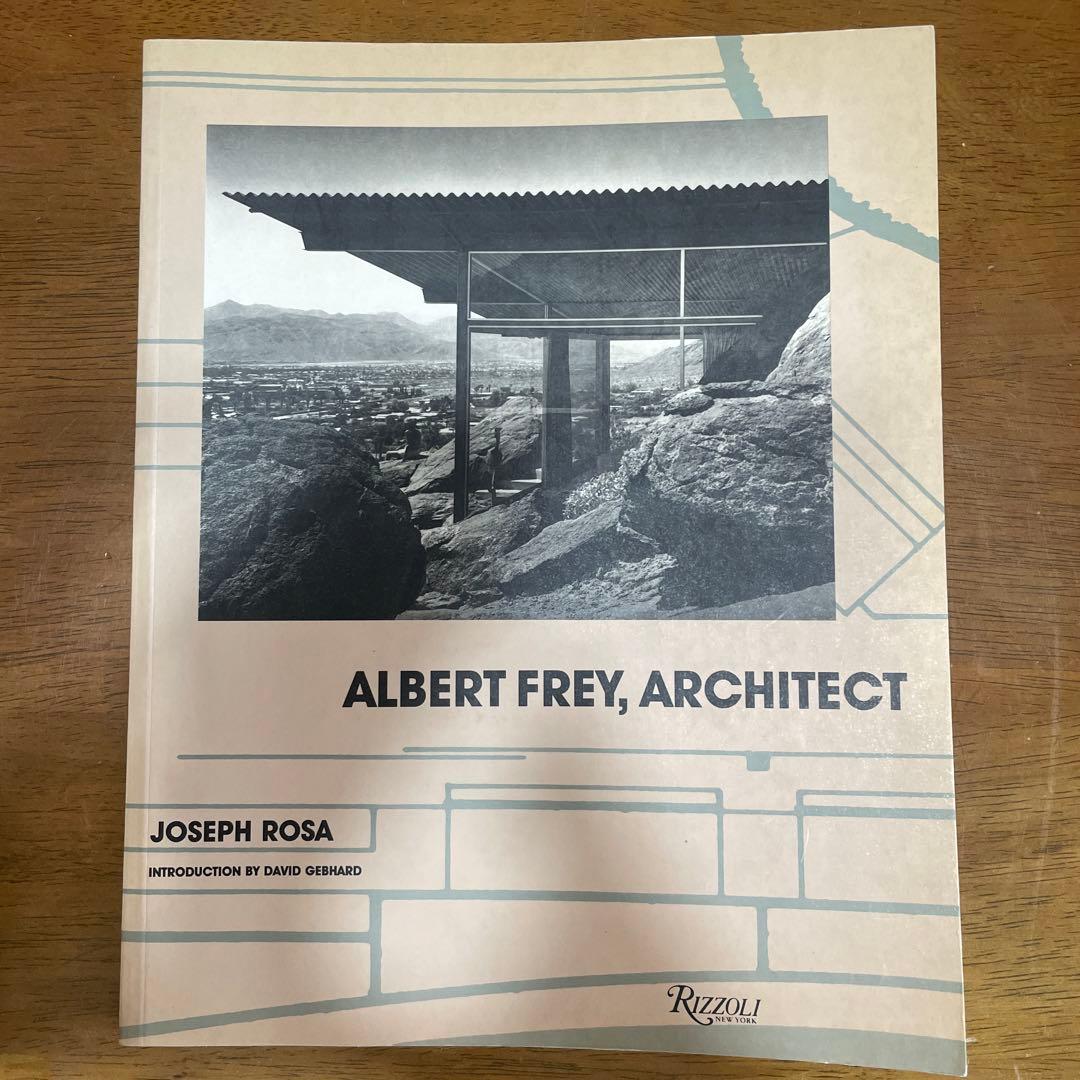 ALBERT FREY, ARCHITECT
JOSEPH ROSA
INTRODUCTION BY DAVID GEBHARD
RIZZOLI
NEW YORK